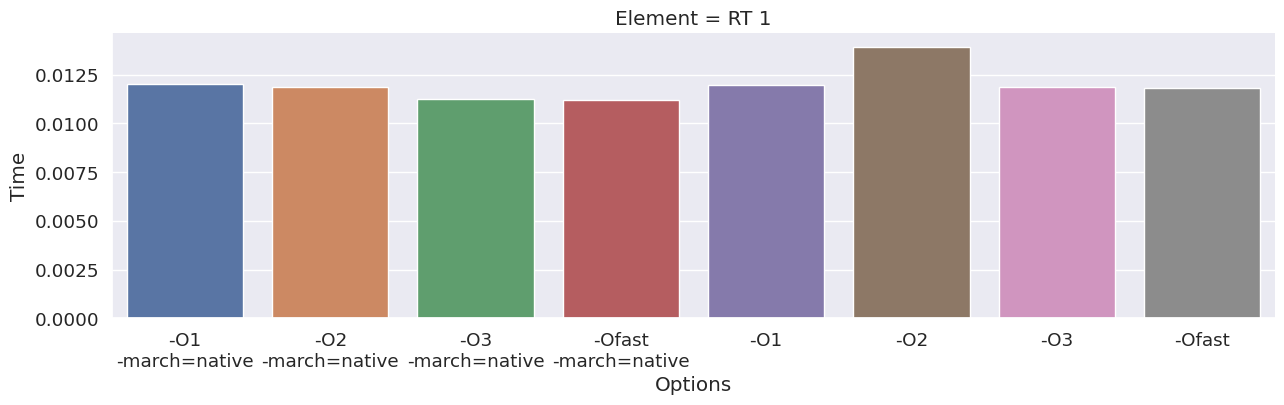 Element = RT 1
Time
0.0125
0.0100
0.0075
0.0050
0.0025
0.0000
-O1
-march=native
-O2
-march=native
-O3
-march=native
-Ofast
-march=native
-O1
-O2
-O3
-Ofast
Options